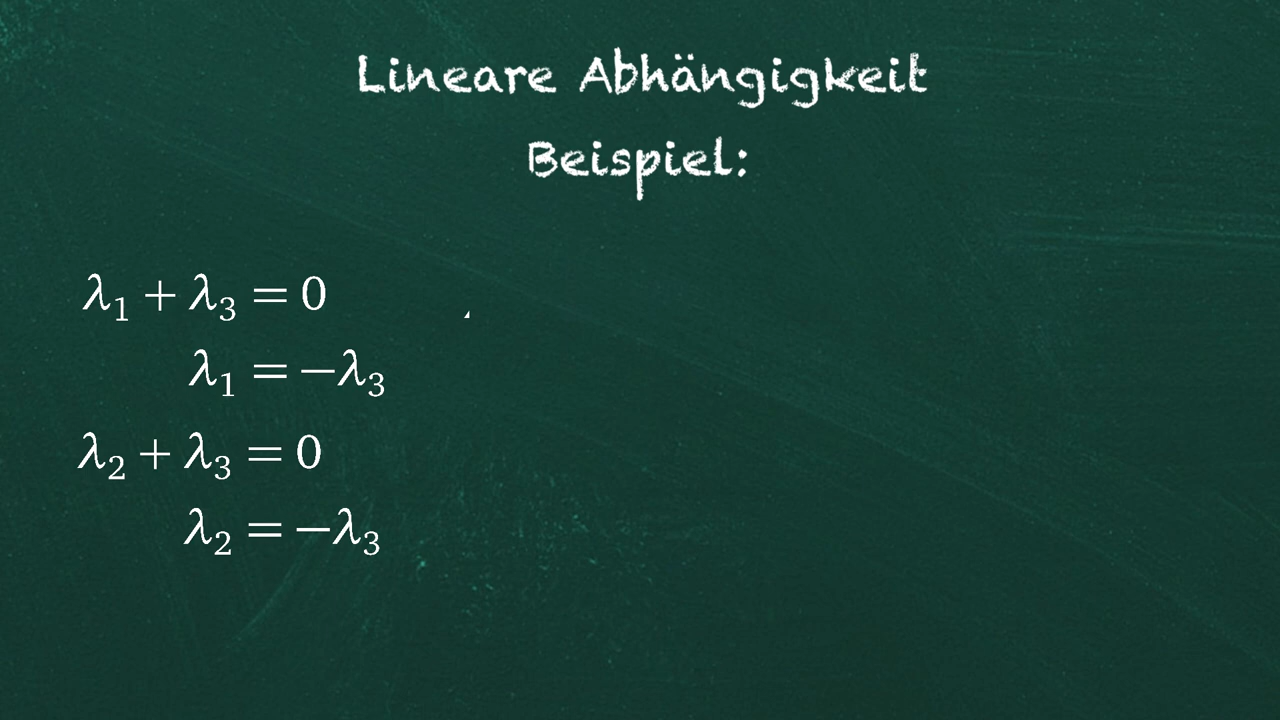 Lineare Abhängigkeit
Beispiel:
λ₁ + λ₃ = 0
λ₁ = −λ₃
λ₂ + λ₃ = 0
λ₂ = −λ₃